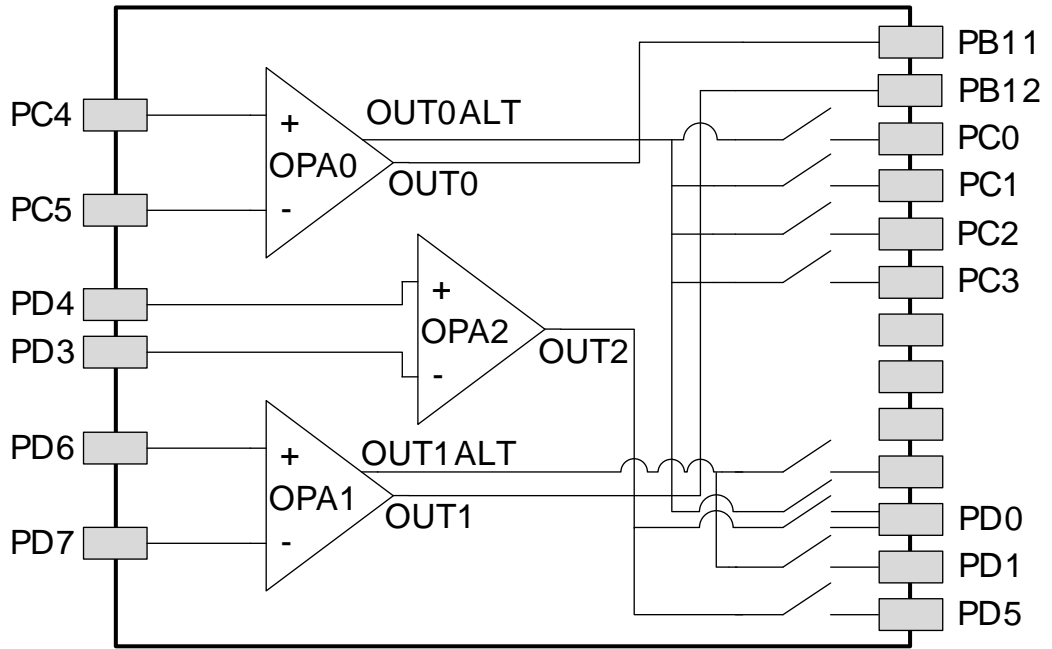 PB11
PB12
PC4
+
OUT0ALT
PC0
OPA0
OUT0
PC1
PC5
-
PC2
PC3
PD4
+
OPA2
PD3
OUT2
-
PD6
+
OUT1ALT
OPA1
OUT1
PD0
PD7
-
PD1
PD5